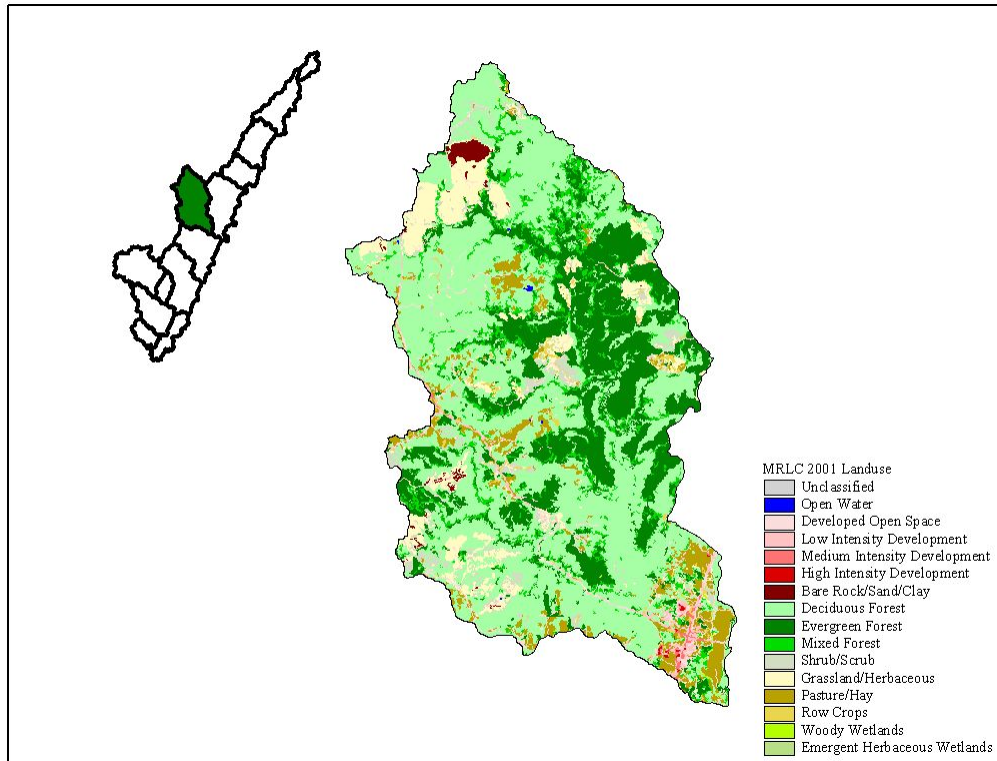 MRLC 2001 Landuse
Unclassified
Open Water
Developed Open Space
Low Intensity Development
Medium Intensity Development
High Intensity Development
Bare Rock/Sand/Clay
Deciduous Forest
Evergreen Forest
Mixed Forest
Shrub/Scrub
Grassland/Herbaceous
Pasture/Hay
Row Crops
Woody Wetlands
Emergent Herbaceous Wetlands